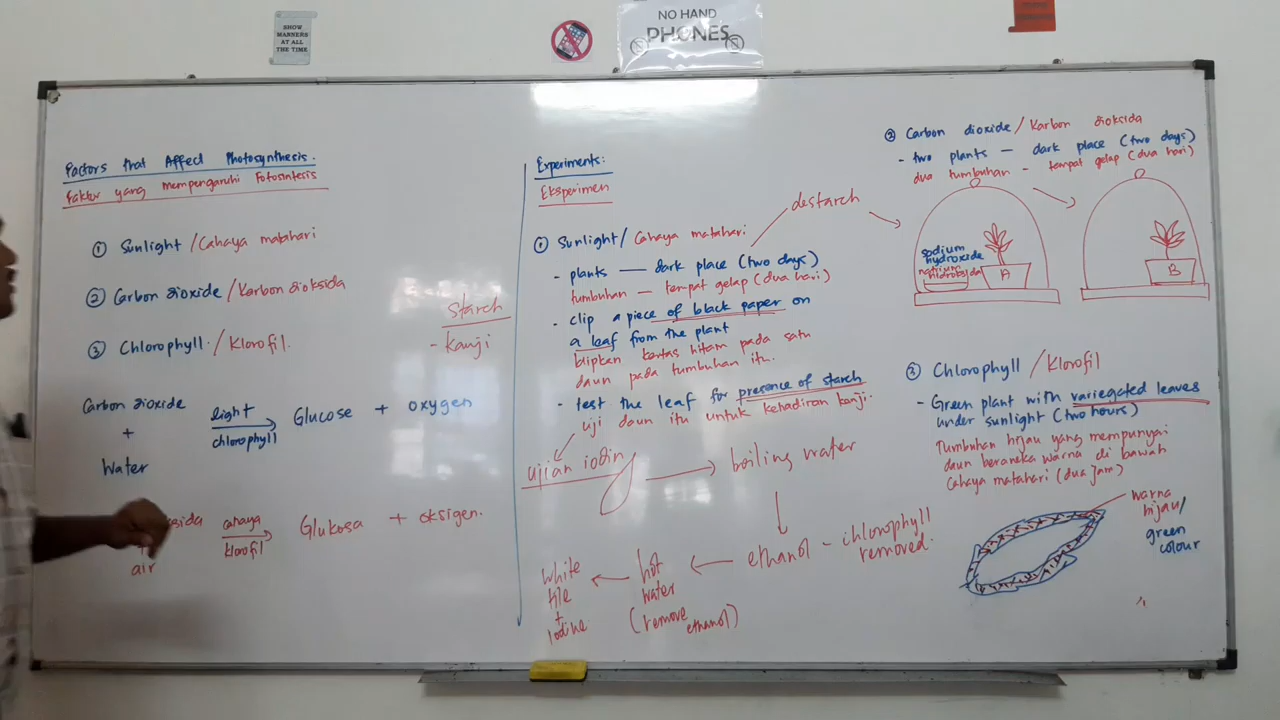 SHOW
MANNERS
AT ALL
THE TIME
NO HAND
PHONES
Factors that Affect Photosynthesis.
Faktor yang mempengaruhi Fotosintesis
① Sunlight / Cahaya matahari
② Carbon dioxide / Karbon dioksida
③ Chlorophyll / Klorofil.
Starch
- kanji
Carbon dioxide
+
Water
light
chlorophyll
Glucose + oxygen
air
cahaya
klorofil
Glukosa + oksigen.
Experiments:
Eksperimen
destarch
① Sunlight / Cahaya matahari
- plants — dark place (two days)
tumbuhan — tempat gelap (dua hari)
- clip a piece of black paper on
a leaf from the plant
klipkan kertas hitam pada satu
daun pada tumbuhan itu.
- test the leaf for presence of starch
uji daun itu untuk kehadiran kanji.
ujian iodin
boiling water
ethanol - chlorophyll
removed.
hot
water
(remove
ethanol)
white
tile
+
Iodine
② Carbon dioxide / Karbon dioksida
- two plants — dark place (two days)
dua tumbuhan - tempat gelap (dua hari)
sodium
hydroxide
A
B
③ Chlorophyll / Klorofil
- Green plant with variegated leaves
under sunlight (two hours)
Tumbuhan hijau yang mempunyai
daun beraneka warna di bawah
Cahaya matahari (dua jam)
warna
hijau/
green
colour